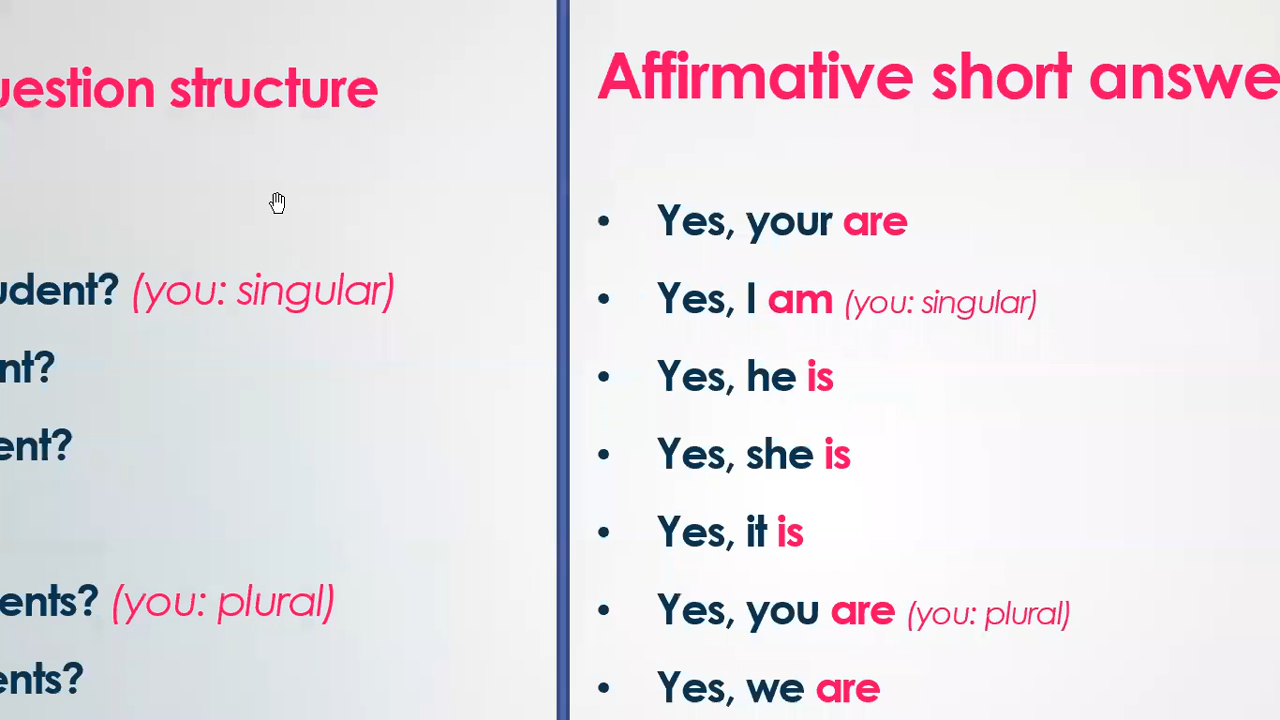 uestion structure
udent? (you: singular)
nt?
ent?
ents? (you: plural)
ents?
Affirmative short answe
• Yes, your are
• Yes, I am (you: singular)
• Yes, he is
• Yes, she is
• Yes, it is
• Yes, you are (you: plural)
• Yes, we are